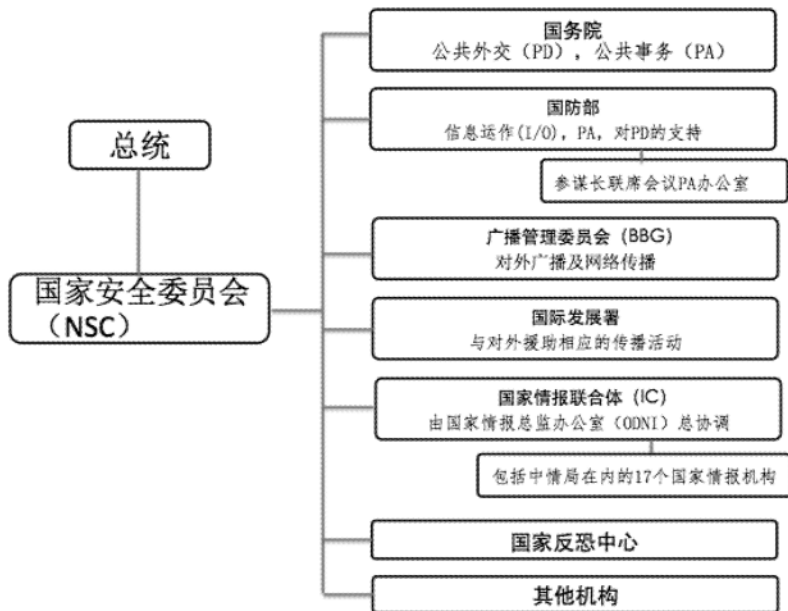 总统
国家安全委员会
（NSC）
国务院
公共外交（PD），公共事务（PA）
国防部
信息运作(I/O)，PA，对PD的支持
参谋长联席会议PA办公室
广播管理委员会（BBG）
对外广播及网络传播
国际发展署
与对外援助相应的传播活动
国家情报联合体（IC）
由国家情报总监办公室（ODNI）总协调
包括中情局在内的17个国家情报机构
国家反恐中心
其他机构